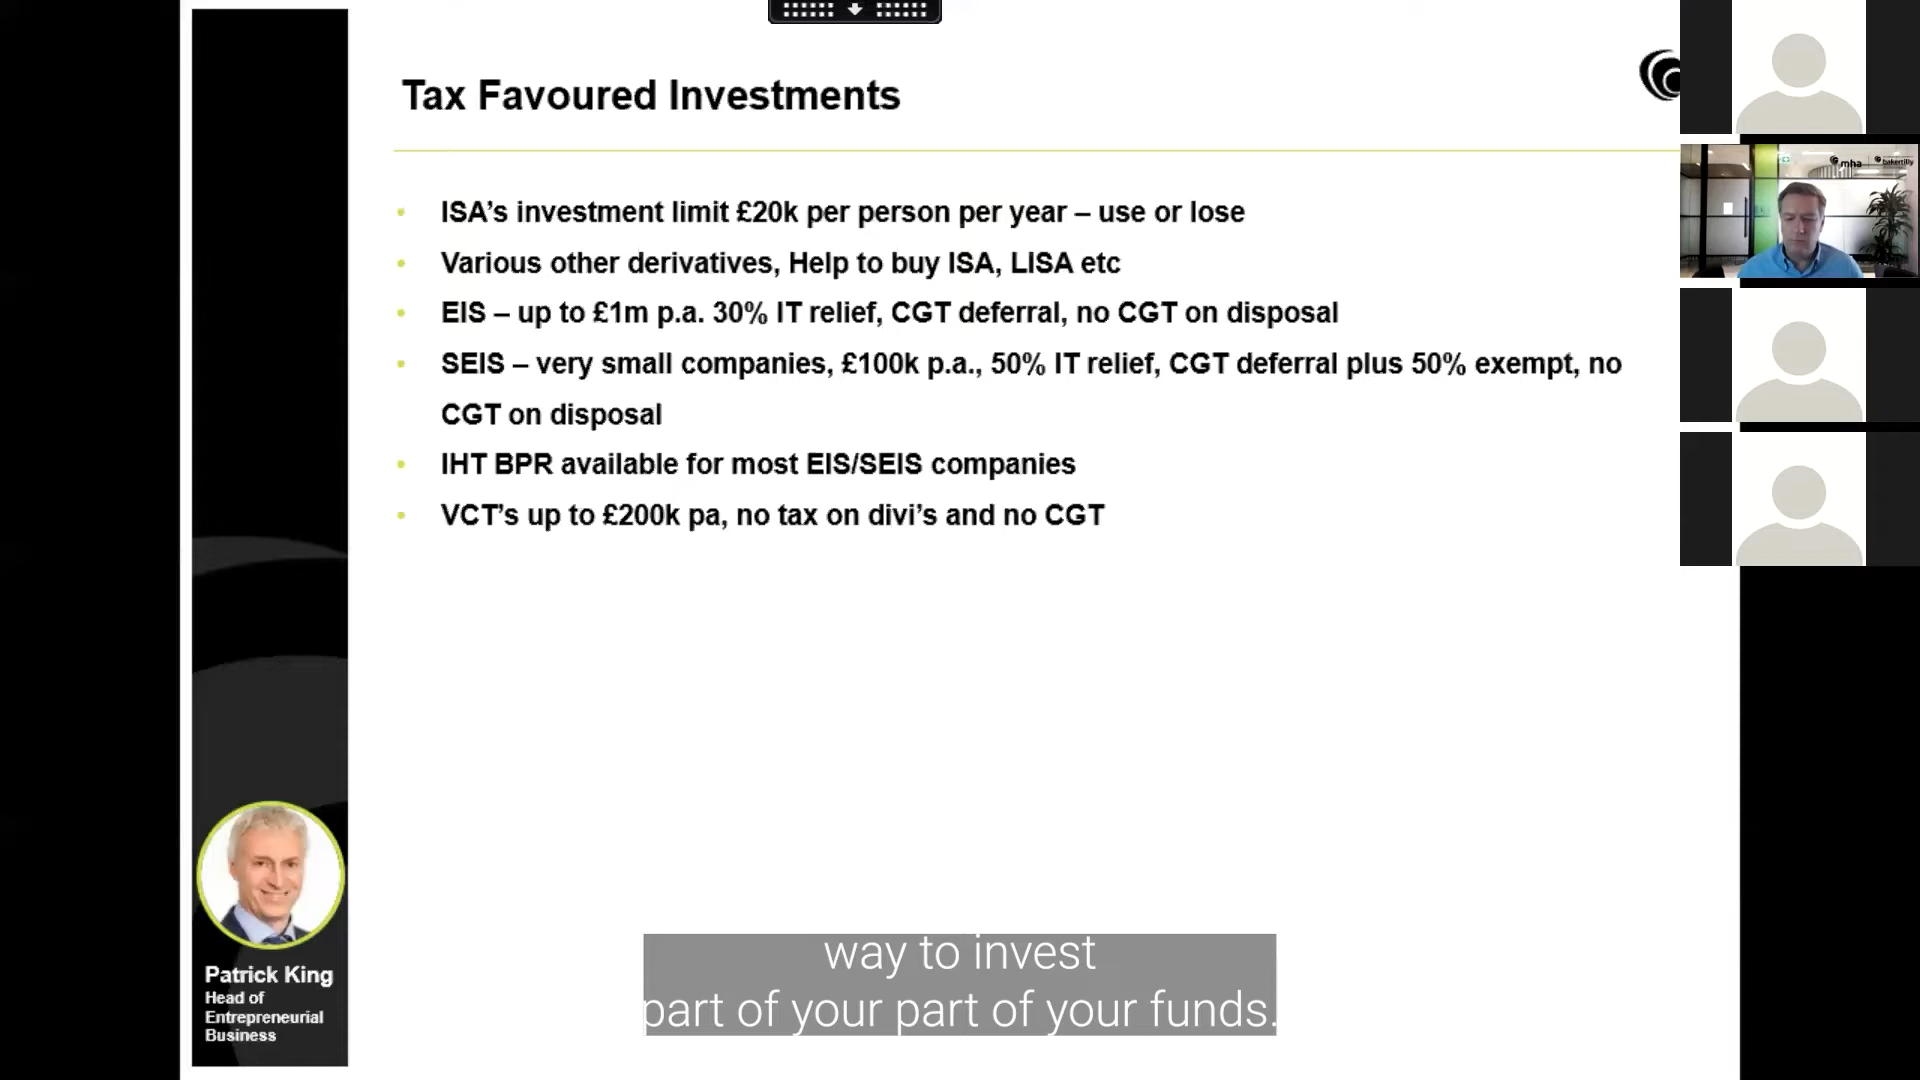 Tax Favoured Investments
• ISA’s investment limit £20k per person per year – use or lose
• Various other derivatives, Help to buy ISA, LISA etc
• EIS – up to £1m p.a. 30% IT relief, CGT deferral, no CGT on disposal
• SEIS – very small companies, £100k p.a., 50% IT relief, CGT deferral plus 50% exempt, no
CGT on disposal
• IHT BPR available for most EIS/SEIS companies
• VCT’s up to £200k pa, no tax on divi’s and no CGT
mha
bakertilly
Patrick King
Head of
Entrepreneurial
Business
way to invest
part of your part of your funds.